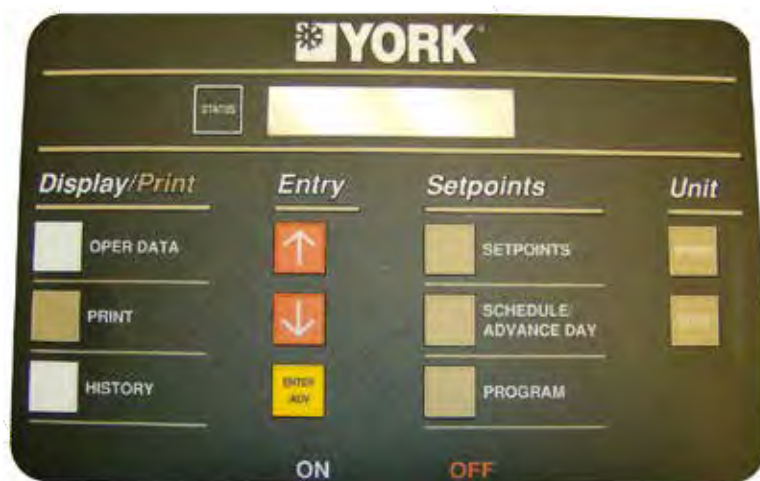 YORK
STATUS
Display/Print
Entry
Setpoints
Unit
OPER DATA
SETPOINTS
PRINT
SCHEDULE/
ADVANCE DAY
HISTORY
ENTER
ADV
PROGRAM
ON
OFF